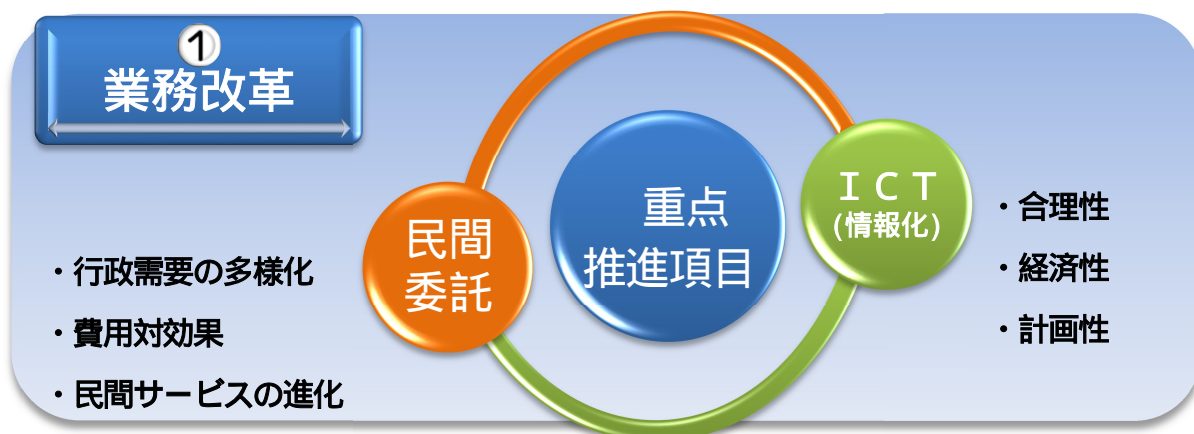 ①
業務改革
・行政需要の多様化
・費用対効果
・民間サービスの進化
民間
委託
重点
推進項目
ＩＣＴ
(情報化)
・合理性
・経済性
・計画性